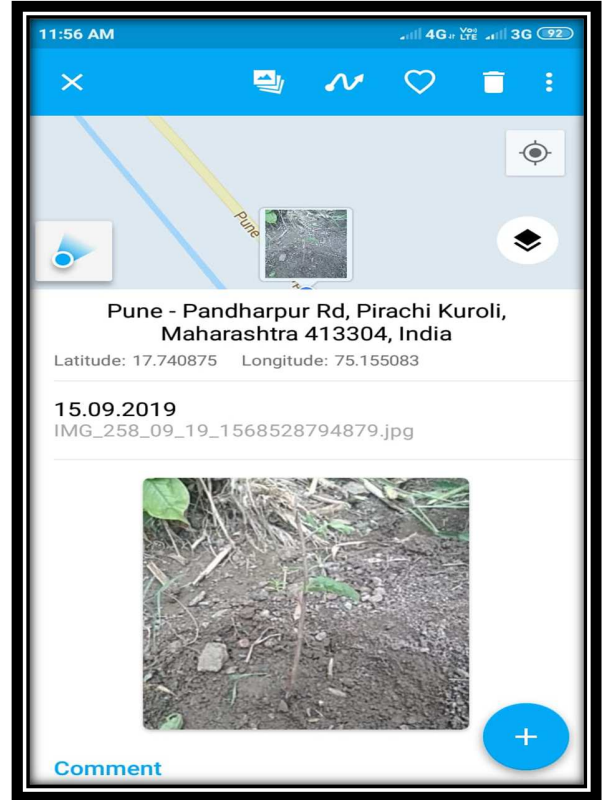 11:56 AM 4G Vo) LTE 3G 92
Pune
Pune - Pandharpur Rd, Pirachi Kuroli,
Maharashtra 413304, India
Latitude: 17.740875 Longitude: 75.155083
15.09.2019
IMG_258_09_19_1568528794879.jpg
Comment